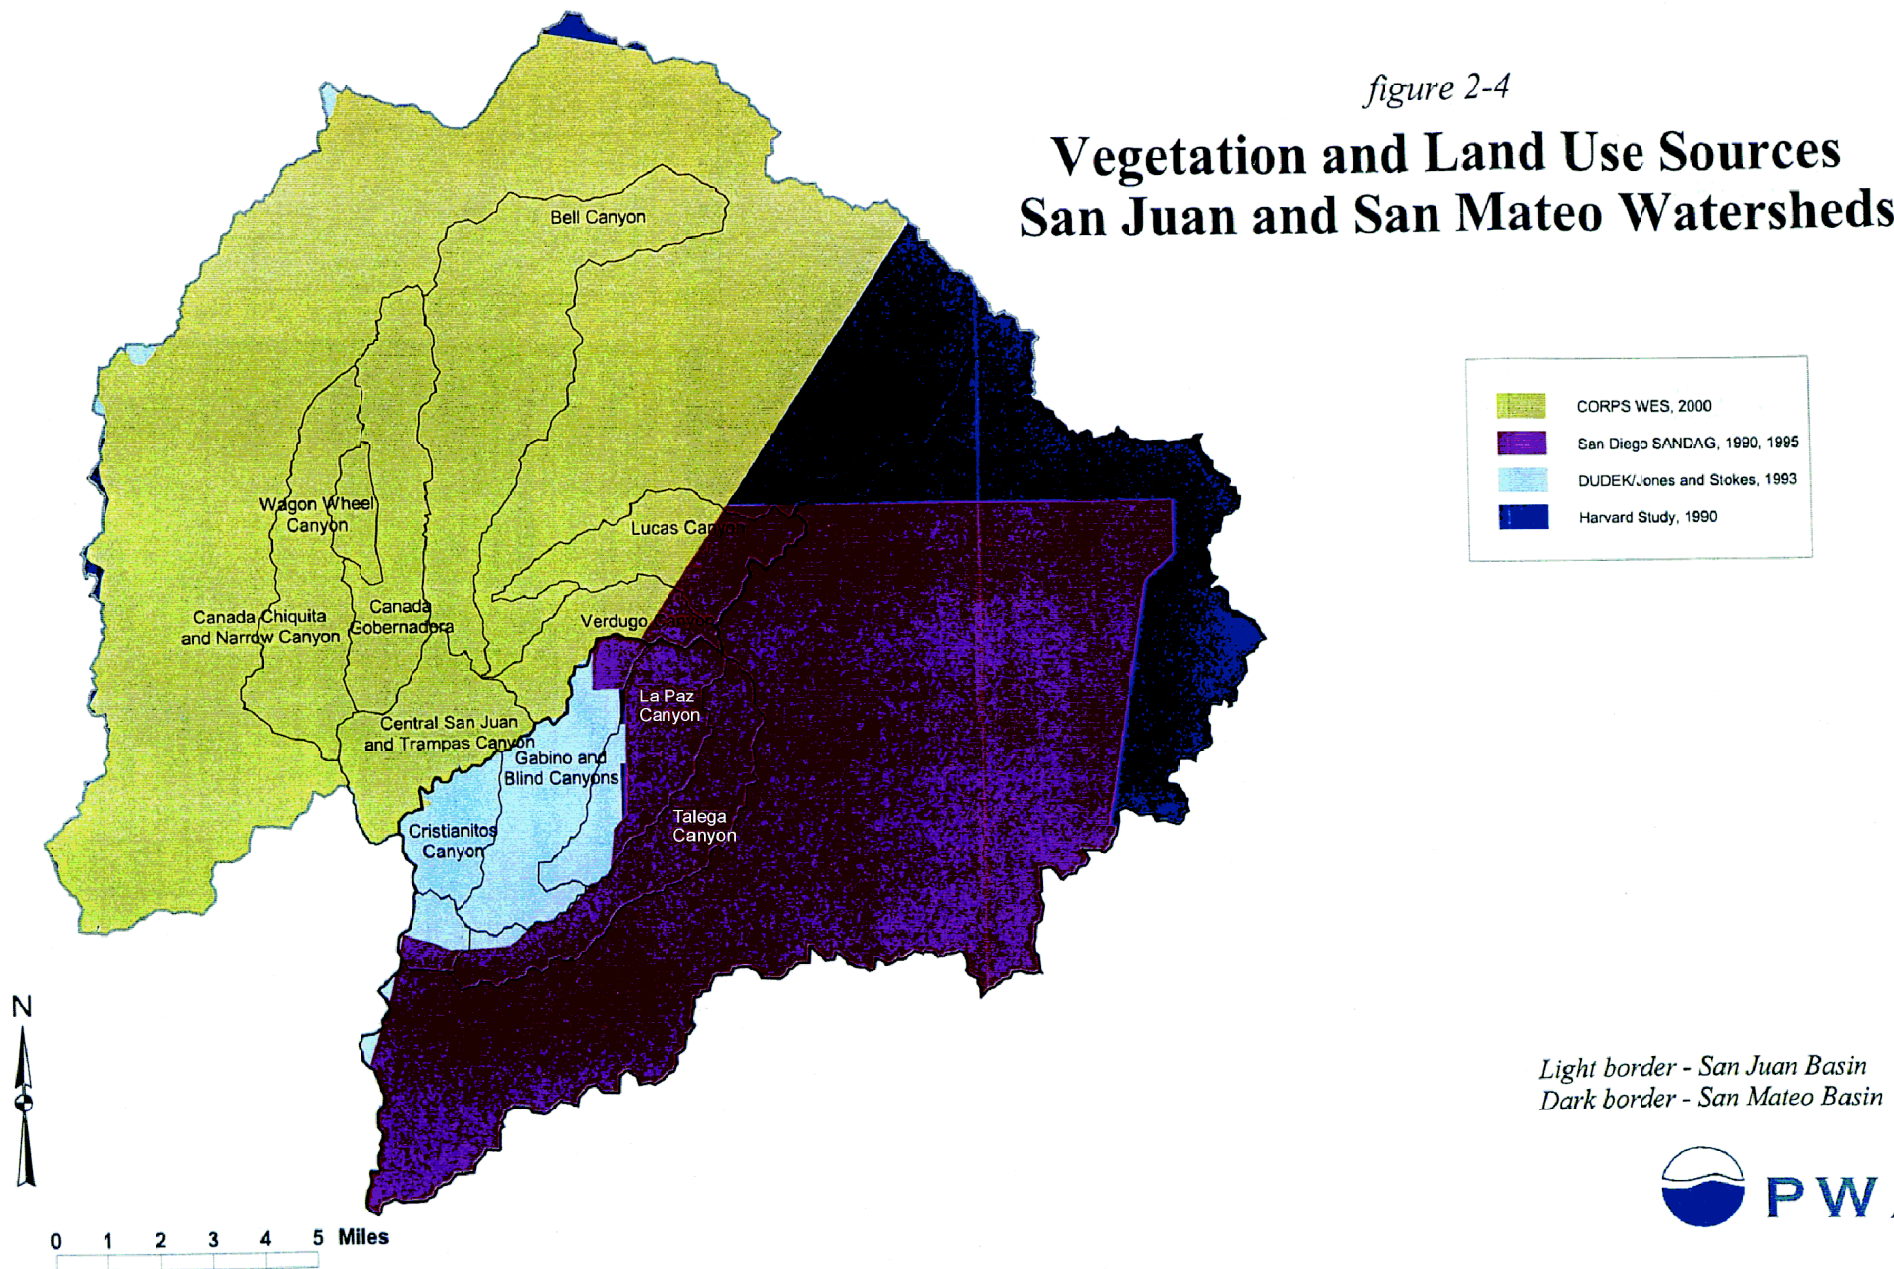 figure 2-4
Vegetation and Land Use Sources
San Juan and San Mateo Watersheds
CORPS WES, 2000
San Diego SANDAG, 1990, 1995
DUDEK/Jones and Stokes, 1993
Harvard Study, 1990
Bell Canyon
Wagon Wheel
Canyon
Lucas Canyon
Canada Chiquita
and Narrow Canyon
Canada
Gobernadora
Verdugo Canyon
La Paz
Canyon
Central San Juan
and Trampas Canyon
Gabino and
Blind Canyons
Cristianitos
Canyon
Talega
Canyon
N
0 1 2 3 4 5 Miles
Light border - San Juan Basin
Dark border - San Mateo Basin
PW